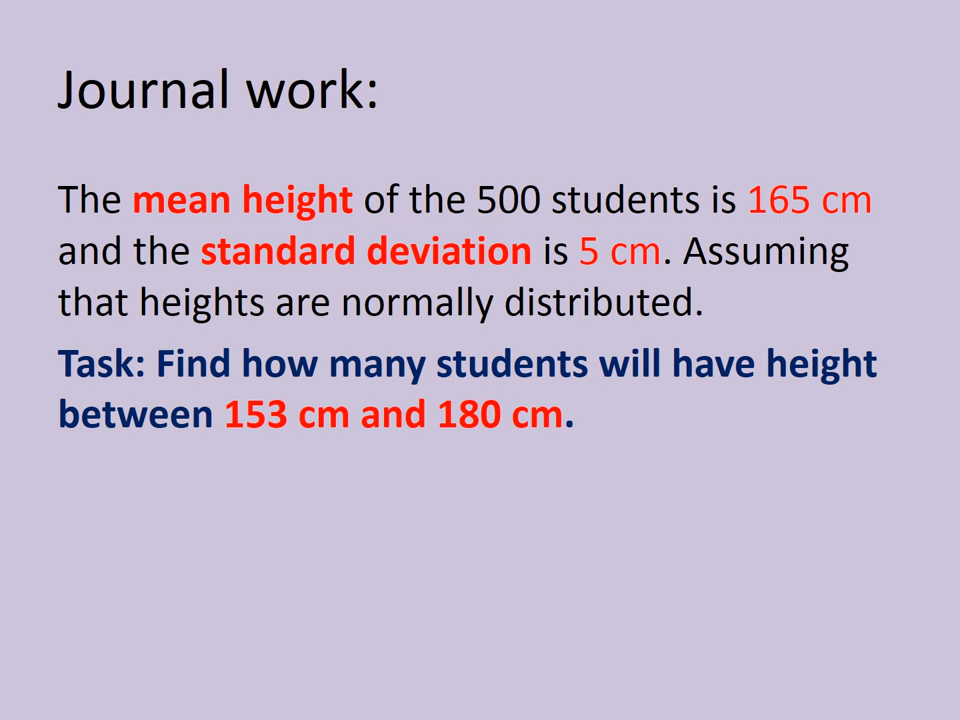 Journal work:
The mean height of the 500 students is 165 cm
and the standard deviation is 5 cm. Assuming
that heights are normally distributed.
Task: Find how many students will have height
between 153 cm and 180 cm.